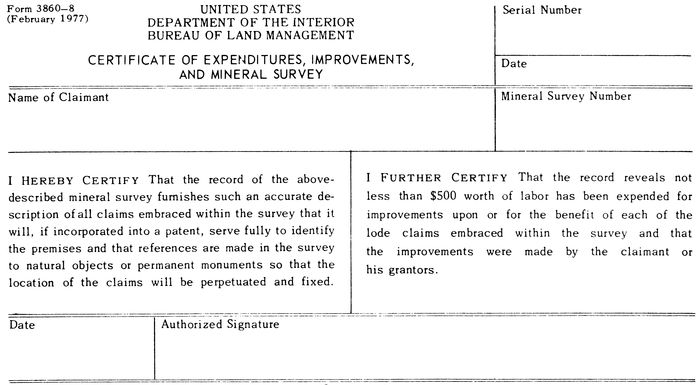 Form 3860—8
(February 1977)
UNITED STATES
DEPARTMENT OF THE INTERIOR
BUREAU OF LAND MANAGEMENT
CERTIFICATE OF EXPENDITURES, IMPROVEMENTS,
AND MINERAL SURVEY
Serial Number
Date
Name of Claimant
Mineral Survey Number
I HEREBY CERTIFY That the record of the above-
described mineral survey furnishes such an accurate de-
scription of all claims embraced within the survey that it
will, if incorporated into a patent, serve fully to identify
the premises and that references are made in the survey
to natural objects or permanent monuments so that the
location of the claims will be perpetuated and fixed.
I FURTHER CERTIFY That the record reveals not
less than $500 worth of labor has been expended for
improvements upon or for the benefit of each of the
lode claims embraced within the survey and that
the improvements were made by the claimant or
his grantors.
Date
Authorized Signature